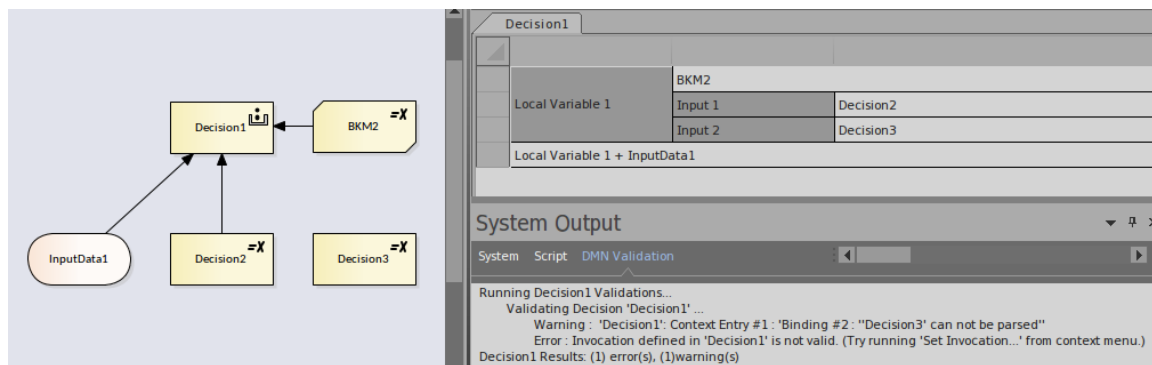 Decision1
=X
BKM2
InputData1
=X
Decision2
=X
Decision3
Decision1
BKM2
Local Variable 1
Input 1
Decision2
Input 2
Decision3
Local Variable 1 + InputData1
System Output
System Script DMN Validation
Running Decision1 Validations...
Validating Decision 'Decision1' ...
Warning : 'Decision1': Context Entry #1 : 'Binding #2 : ''Decision3' can not be parsed''
Error : Invocation defined in 'Decision1' is not valid. (Try running 'Set Invocation...' from context menu.)
Decision1 Results: (1) error(s), (1)warning(s)